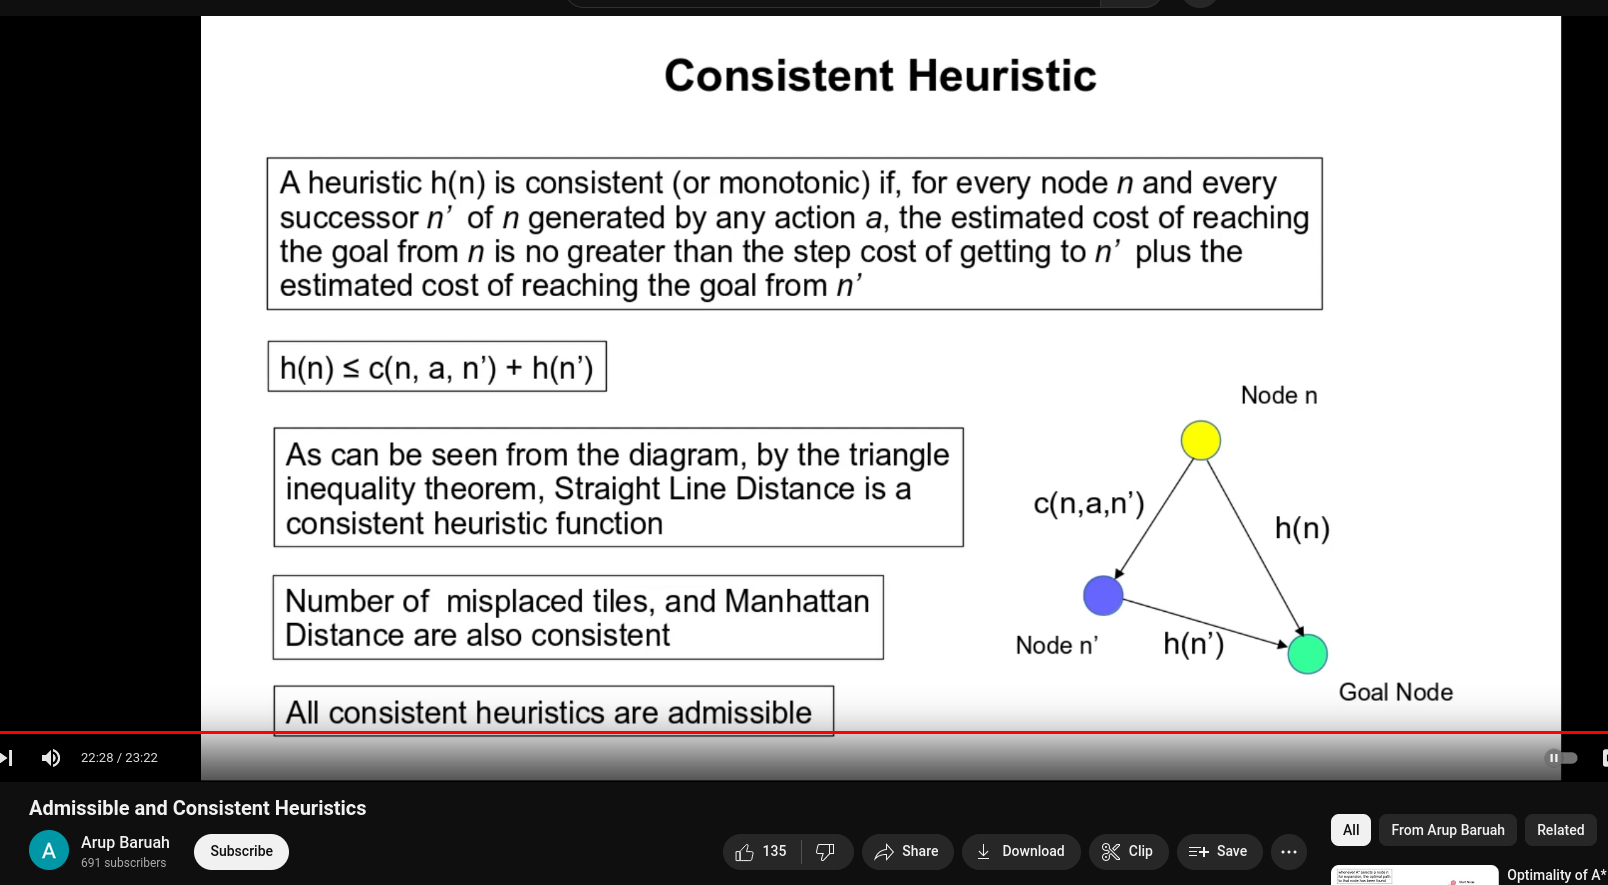 Consistent Heuristic
A heuristic h(n) is consistent (or monotonic) if, for every node n and every
successor n’ of n generated by any action a, the estimated cost of reaching
the goal from n is no greater than the step cost of getting to n’ plus the
estimated cost of reaching the goal from n’
h(n) ≤ c(n, a, n’) + h(n’)
Node n
As can be seen from the diagram, by the triangle
inequality theorem, Straight Line Distance is a
consistent heuristic function
c(n,a,n’)
h(n)
Number of misplaced tiles, and Manhattan
Distance are also consistent
Node n’
h(n’)
Goal Node
All consistent heuristics are admissible
22:28 / 23:22
Admissible and Consistent Heuristics
A
Arup Baruah
691 subscribers
Subscribe
135
Share
Download
Clip
Save
All
From Arup Baruah
Related
Optimality of A*